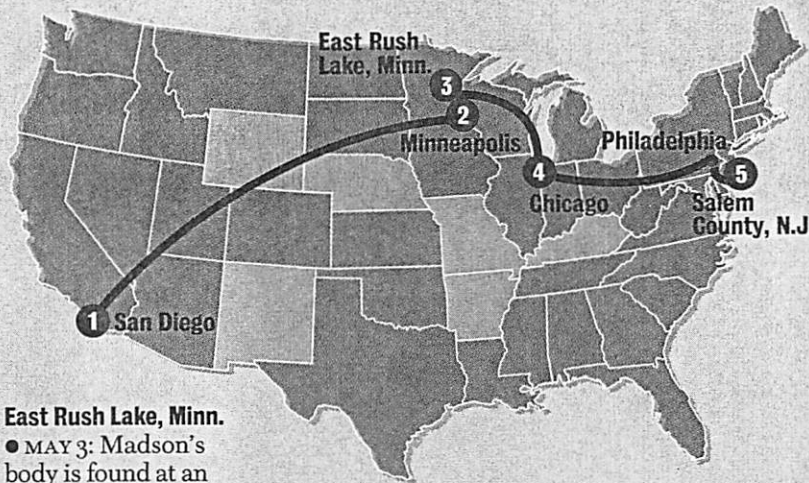 East Rush
Lake, Minn.
3
2
Minneapolis
Philadelphia
4
5
Chicago
Salem
County, N.J
1 San Diego
East Rush Lake, Minn.
● MAY 3: Madson's
body is found at an